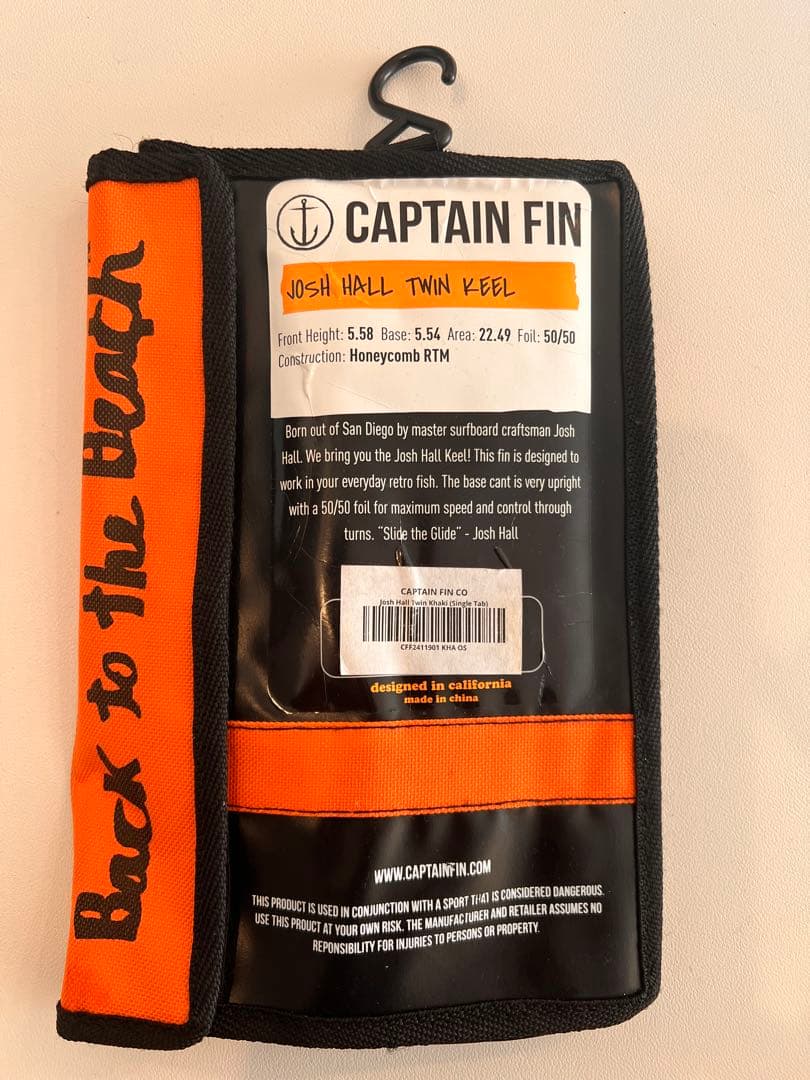 Back to the Beach
CAPTAIN FIN
JOSH HALL TWIN KEEL
Front Height: 5.58 Base: 5.54 Area: 22.49 Foil: 50/50
Construction: Honeycomb RTM
Born out of San Diego by master surfboard craftsman Josh
Hall. We bring you the Josh Hall Keel! This fin is designed to
work in your everyday retro fish. The base cant is very upright
with a 50/50 foil for maximum speed and control through
turns. "Slide the Glide" - Josh Hall
CAPTAIN FIN CO
Josh Hall Twin Khaki (Single Tab)
CFF2411901 KHA OS
designed in california
made in china
WWW.CAPTAINFIN.COM
THIS PRODUCT IS USED IN CONJUNCTION WITH A SPORT THAT IS CONSIDERED DANGEROUS.
USE THIS PROUCT AT YOUR OWN RISK. THE MANUFACTURER AND RETAILER ASSUMES NO
REPONSIBILITY FOR INJURIES TO PERSONS OR PROPERTY.